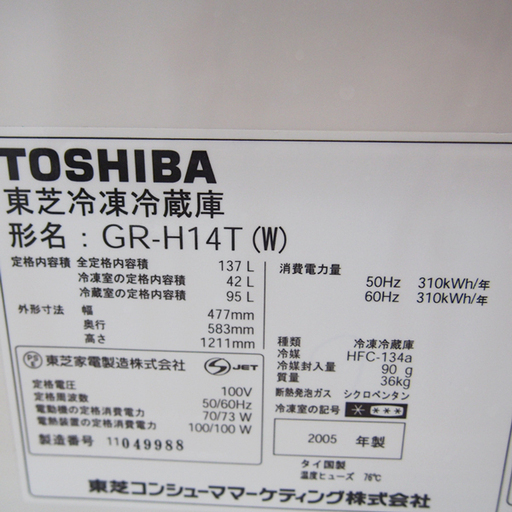 TOSHIBA
東芝冷凍冷蔵庫
形名：GR-H14T(W)
定格内容積 全定格内容積 137 L
冷凍室の定格内容積 42 L
冷蔵室の定格内容積 95 L
外形寸法 幅 477mm
奥行 583mm
高さ 1211mm
PSE 東芝家電製造株式会社 S JET
定格電圧 100V
定格周波数 50/60Hz
電動機の定格消費電力 70/73 W
電熱装置の定格消費電力 100/100 W
製造番号 11049988
消費電力量 50Hz 310kWh/年
60Hz 310kWh/年
種類 冷凍冷蔵庫
冷媒 HFC-134a
冷媒封入量 90 g
質量 36kg
断熱発泡ガス シクロペンタン
冷凍室の記号 * ***
2005 年製
タイ国製
温度ヒューズ 76℃
東芝コンシューママーケティング株式会社